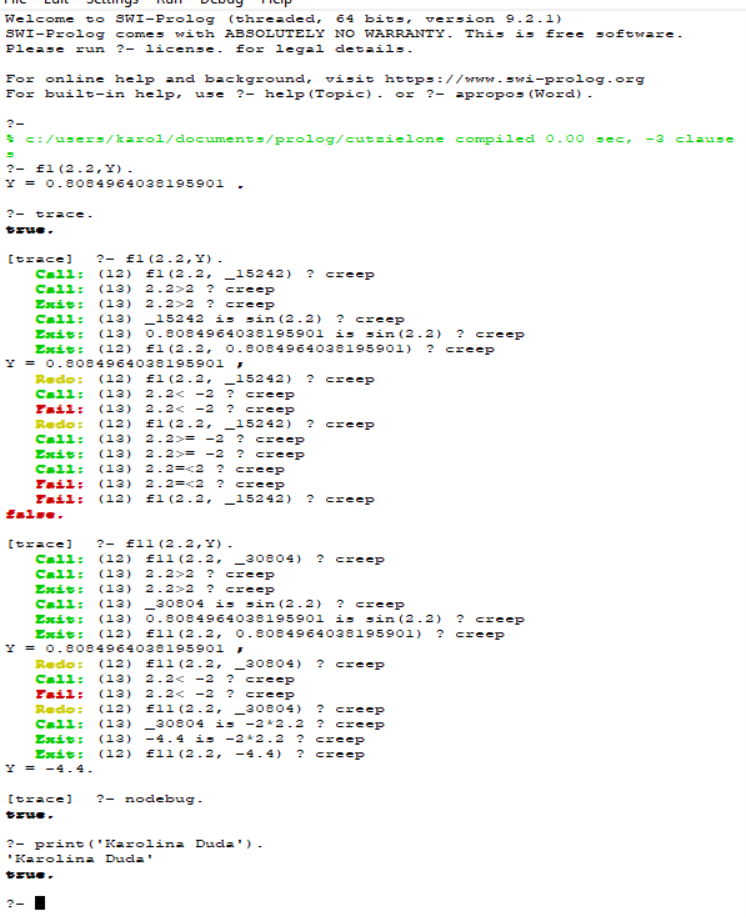 File Edit Settings Run Debug Help
Welcome to SWI-Prolog (threaded, 64 bits, version 9.2.1)
SWI-Prolog comes with ABSOLUTELY NO WARRANTY. This is free software.
Please run ?- license. for legal details.
For online help and background, visit https://www.swi-prolog.org
For built-in help, use ?- help(Topic). or ?- apropos(Word).
?-
% c:/users/karol/documents/prolog/cutzielone compiled 0.00 sec, -3 clause
s
?- f1(2.2,Y).
Y = 0.8084964038195901 .
?- trace.
true.
[trace]  ?- f1(2.2,Y).
Call: (12) f1(2.2, _15242) ? creep
Call: (13) 2.2>2 ? creep
Exit: (13) 2.2>2 ? creep
Call: (13) _15242 is sin(2.2) ? creep
Exit: (13) 0.8084964038195901 is sin(2.2) ? creep
Exit: (12) f1(2.2, 0.8084964038195901) ? creep
Y = 0.8084964038195901 ;
Redo: (12) f1(2.2, _15242) ? creep
Call: (13) 2.2< -2 ? creep
Fail: (13) 2.2< -2 ? creep
Redo: (12) f1(2.2, _15242) ? creep
Call: (13) 2.2>= -2 ? creep
Exit: (13) 2.2>= -2 ? creep
Call: (13) 2.2=<2 ? creep
Fail: (13) 2.2=<2 ? creep
Fail: (12) f1(2.2, _15242) ? creep
false.
[trace]  ?- f11(2.2,Y).
Call: (12) f11(2.2, _30804) ? creep
Call: (13) 2.2>2 ? creep
Exit: (13) 2.2>2 ? creep
Call: (13) _30804 is sin(2.2) ? creep
Exit: (13) 0.8084964038195901 is sin(2.2) ? creep
Exit: (12) f11(2.2, 0.8084964038195901) ? creep
Y = 0.8084964038195901 ;
Redo: (12) f11(2.2, _30804) ? creep
Call: (13) 2.2< -2 ? creep
Fail: (13) 2.2< -2 ? creep
Redo: (12) f11(2.2, _30804) ? creep
Call: (13) _30804 is -2*2.2 ? creep
Exit: (13) -4.4 is -2*2.2 ? creep
Exit: (12) f11(2.2, -4.4) ? creep
Y = -4.4.
[trace]  ?- nodebug.
true.
?- print('Karolina Duda').
'Karolina Duda'
true.
?-